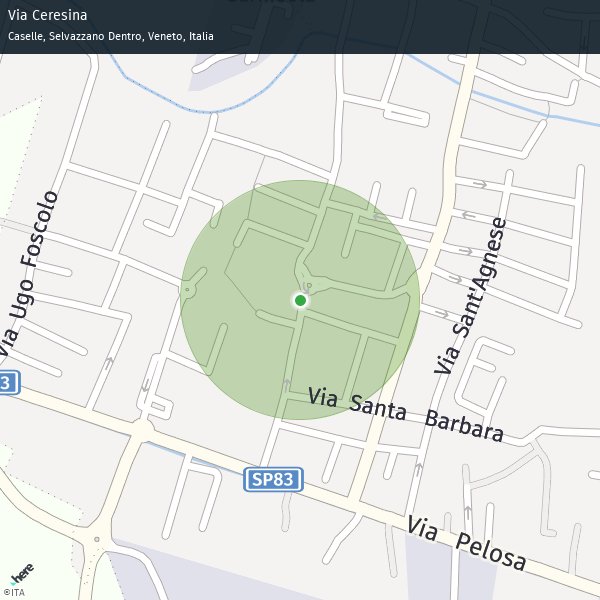 Via Ceresina
Caselle, Selvazzano Dentro, Veneto, Italia
Via Ugo Foscolo
Via Sant'Agnese
3
Via Santa Barbara
SP83
Via Pelosa
here
©ITA